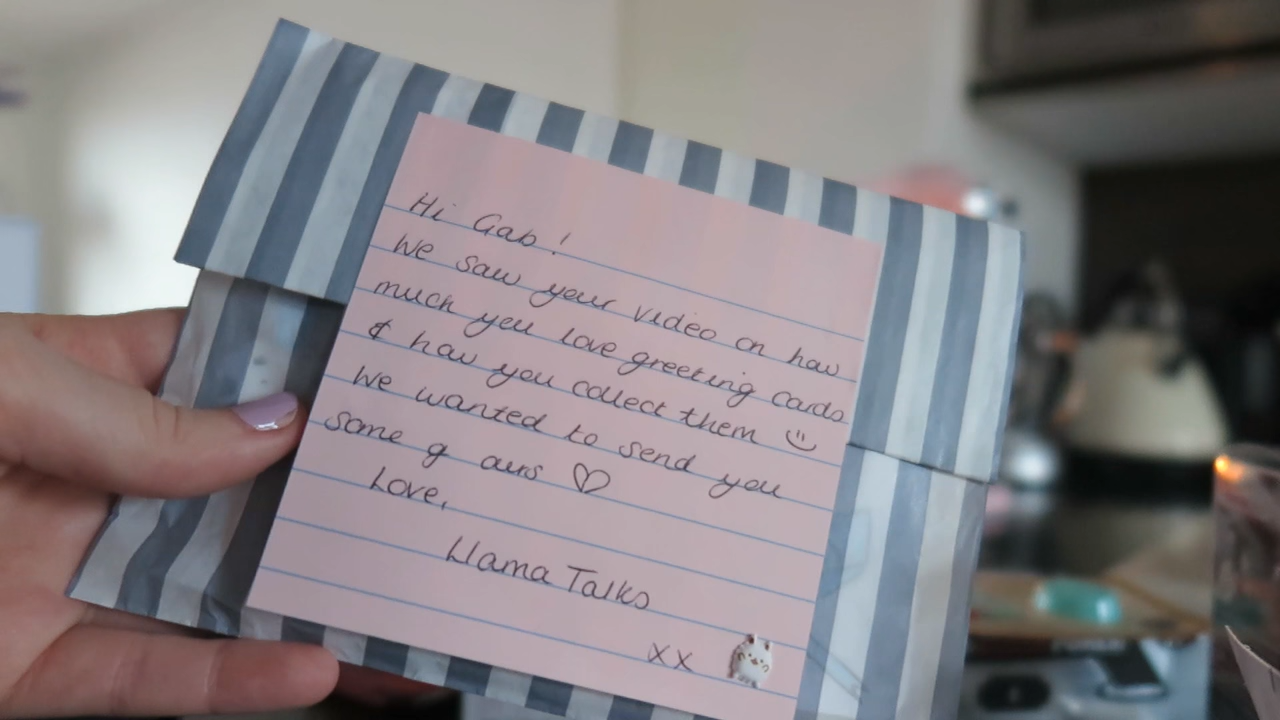 Hi Gab!
We saw your video on how
much you love greeting cards
& how you collect them :)
We wanted to send you
some of ours ♡
Love,
Llama Talks
xx